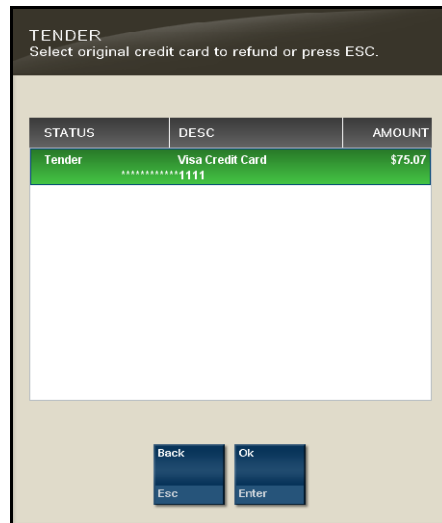 TENDER
Select original credit card to refund or press ESC.
STATUS DESC AMOUNT
Tender Visa Credit Card $75.07
************1111
Back Ok
Esc Enter